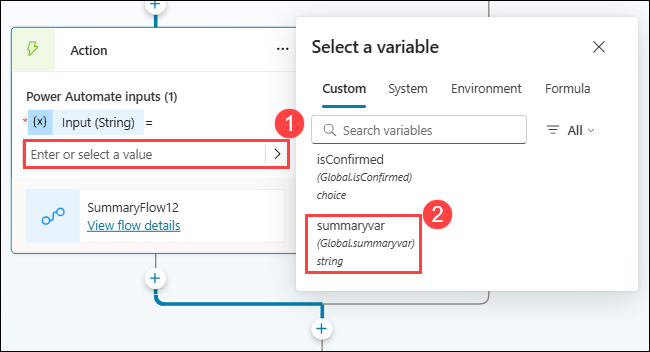 Action
...
Power Automate inputs (1)
* {x} Input (String) =
1
Enter or select a value
SummaryFlow12
View flow details
Select a variable
Custom System Environment Formula
Search variables All
isConfirmed
(Global.isConfirmed)
choice
2
summaryvar
(Global.summaryvar)
string